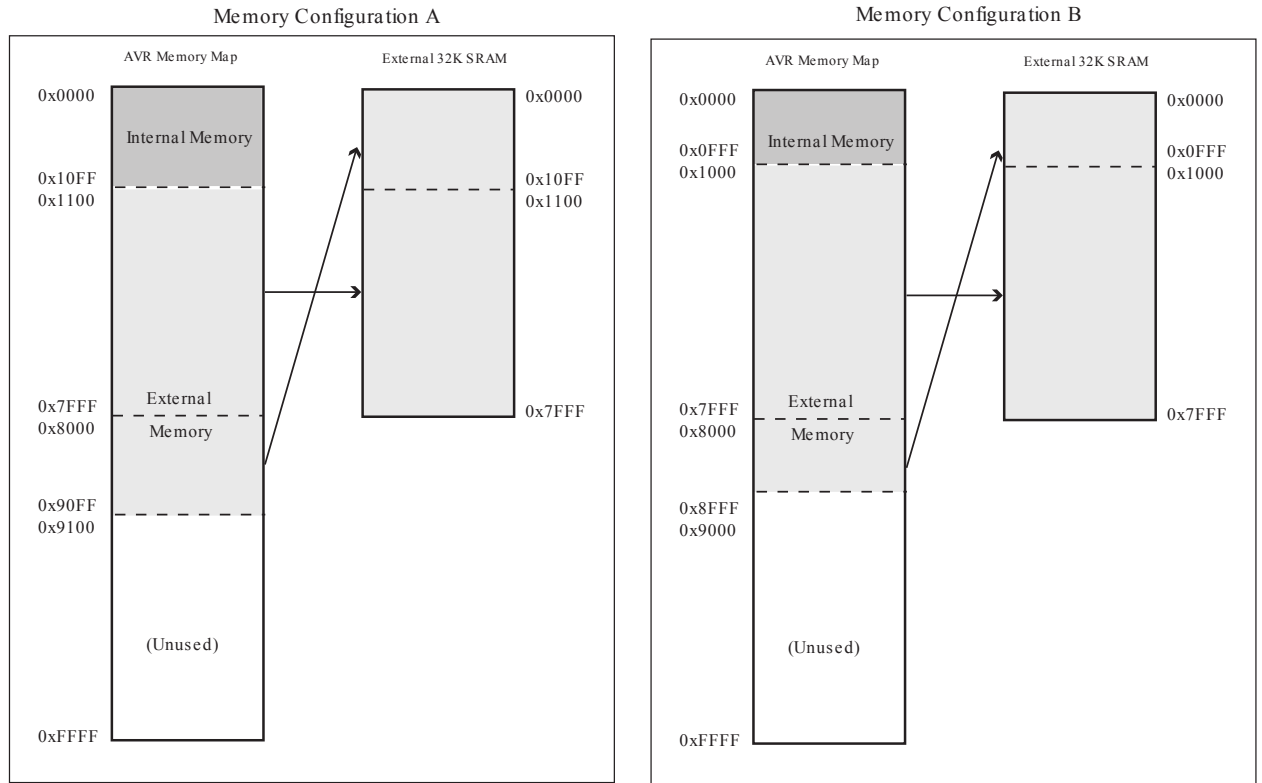 Memory Configuration A
AVR Memory Map
External 32K SRAM
0x0000
Internal Memory
0x10FF
0x1100
External
0x7FFF
0x8000
Memory
0x90FF
0x9100
(Unused)
0xFFFF
0x0000
0x10FF
0x1100
0x7FFF
Memory Configuration B
AVR Memory Map
External 32K SRAM
0x0000
Internal Memory
0x0FFF
0x1000
External
0x7FFF
0x8000
Memory
0x8FFF
0x9000
(Unused)
0xFFFF
0x0000
0x0FFF
0x1000
0x7FFF